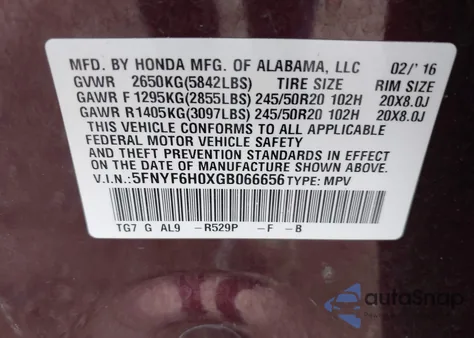 MFD. BY HONDA MFG. OF ALABAMA, LLC 02/' 16
GVWR 2650KG(5842LBS) TIRE SIZE RIM SIZE
GAWR F1295KG(2855LBS) 245/50R20 102H 20X8.0J
GAWR R1405KG(3097LBS) 245/50R20 102H 20X8.0J
THIS VEHICLE CONFORMS TO ALL APPLICABLE
FEDERAL MOTOR VEHICLE SAFETY
AND THEFT PREVENTION STANDARDS IN EFFECT
ON THE DATE OF MANUFACTURE SHOWN ABOVE.
V.I.N.:5FNYF6H0XGB066656 TYPE: MPV
TG7 G AL9 -R529P -F -B
autoSnap